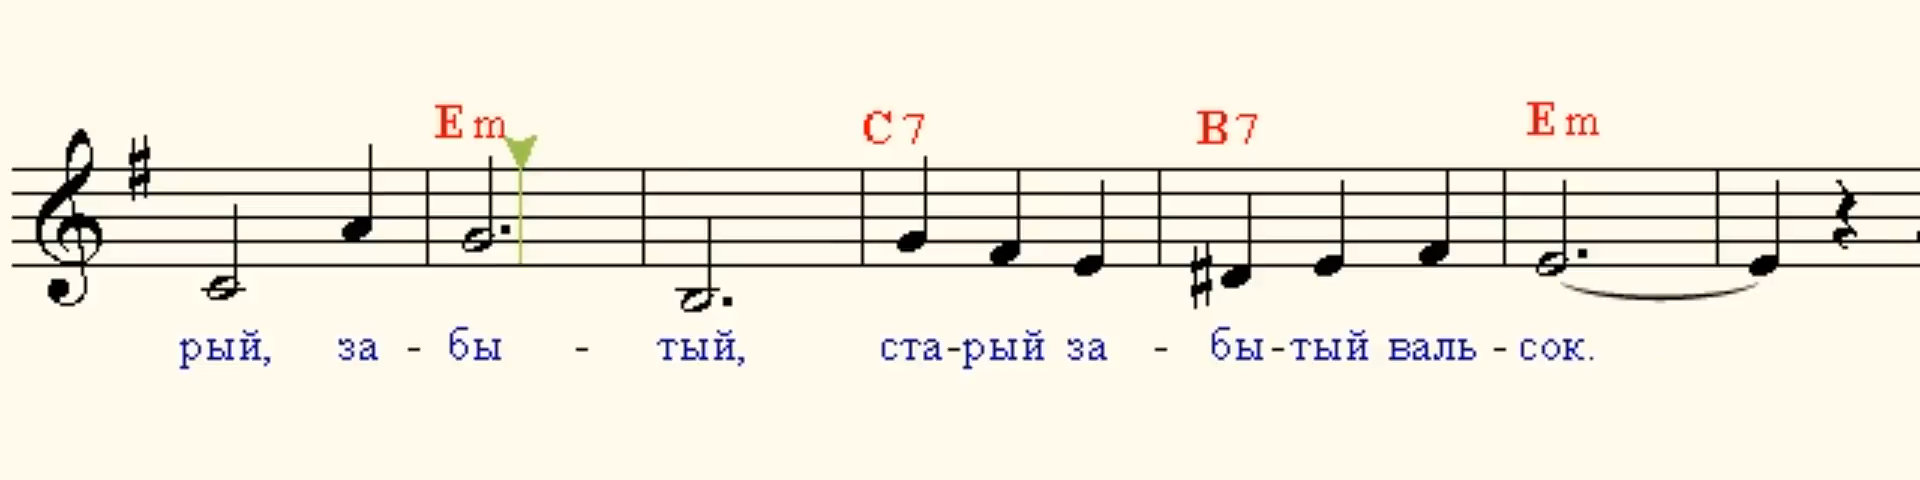 Em C7 B7 Em
рый, за - бы - тый, ста-рый за - бы-тый валь - сок.